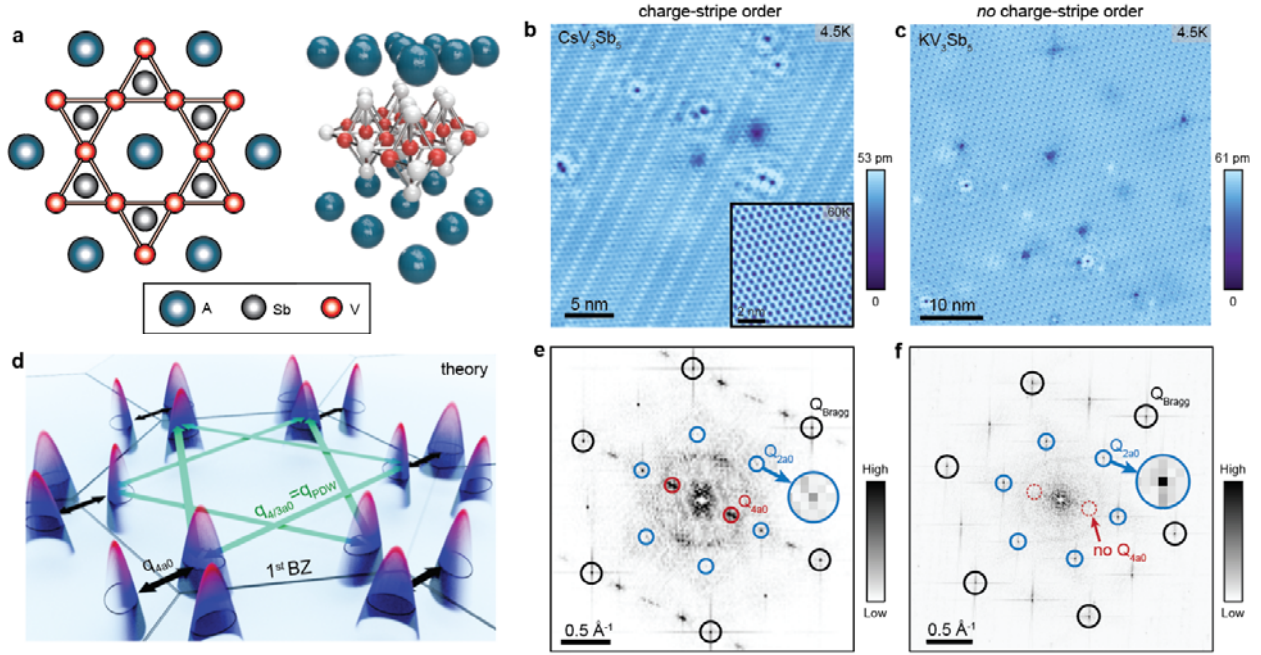 charge-stripe order
no charge-stripe order
a
b
CsV3Sb5
4.5K
60K
2 nm
5 nm
53 pm
0
c
KV3Sb5
4.5K
10 nm
61 pm
0
A
Sb
V
d
theory
q4/3a0=qPDW
q4a0
1st BZ
e
QBragg
Q2a0
Q4a0
0.5 Å-1
High
Low
f
QBragg
Q2a0
no Q4a0
0.5 Å-1
High
Low